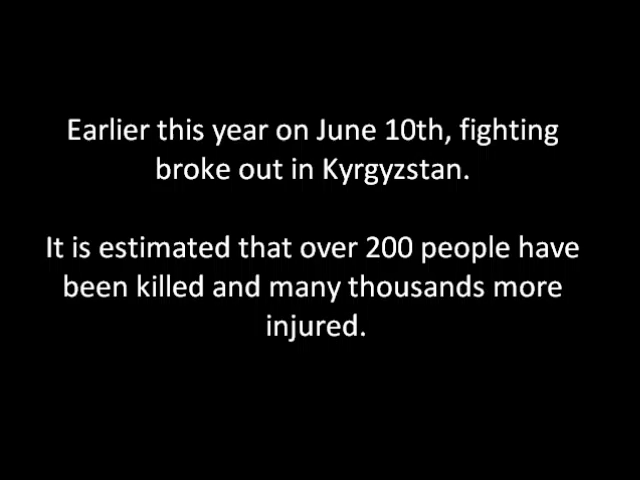 Earlier this year on June 10th, fighting
broke out in Kyrgyzstan.
It is estimated that over 200 people have
been killed and many thousands more
injured.